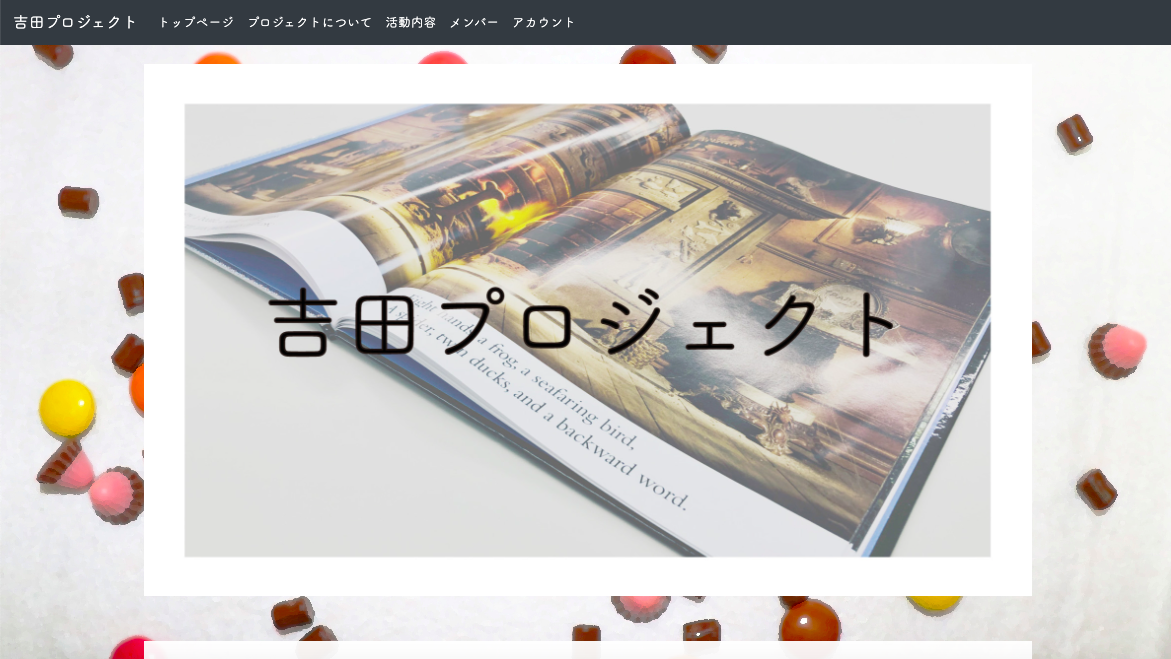 吉田プロジェクト トップページ プロジェクトについて 活動内容 メンバー アカウント
吉田プロジェクト
a frog, a seafaring bird,
twin ducks, and a backward word.